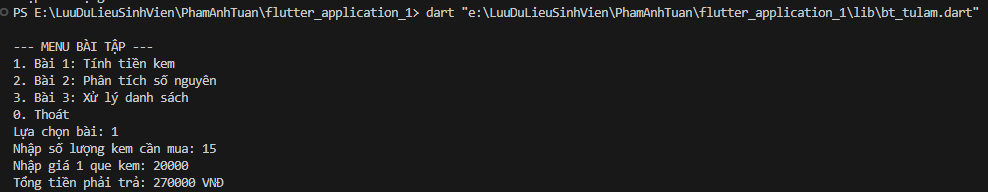 PS E:\LuuDuLieuSinhVien\PhamAnhTuan\flutter_application_1> dart "e:\LuuDuLieuSinhVien\PhamAnhTuan\flutter_application_1\lib\bt_tulam.dart"
--- MENU BÀI TẬP ---
1. Bài 1: Tính tiền kem
2. Bài 2: Phân tích số nguyên
3. Bài 3: Xử lý danh sách
0. Thoát
Lựa chọn bài: 1
Nhập số lượng kem cần mua: 15
Nhập giá 1 que kem: 20000
Tổng tiền phải trả: 270000 VNĐ